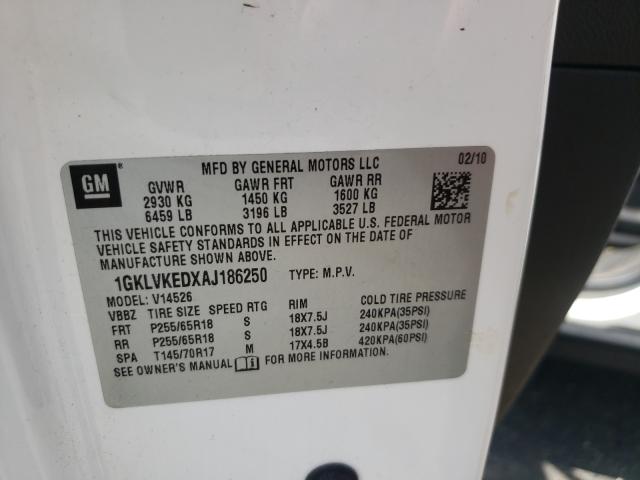 GM
MFD BY GENERAL MOTORS LLC 02/10
GVWR GAWR FRT GAWR RR
2930 KG 1450 KG 1600 KG
6459 LB 3196 LB 3527 LB
THIS VEHICLE CONFORMS TO ALL APPLICABLE U.S. FEDERAL MOTOR
VEHICLE SAFETY STANDARDS IN EFFECT ON THE DATE OF
MANUFACTURE SHOWN ABOVE.
1GKLVKEDXAJ186250 TYPE: M.P.V.
MODEL: V14526
VBBZ TIRE SIZE SPEED RTG RIM COLD TIRE PRESSURE
FRT P255/65R18 S 18X7.5J 240KPA(35PSI)
RR P255/65R18 S 18X7.5J 240KPA(35PSI)
SPA T145/70R17 M 17X4.5B 420KPA(60PSI)
SEE OWNER'S MANUAL FOR MORE INFORMATION.